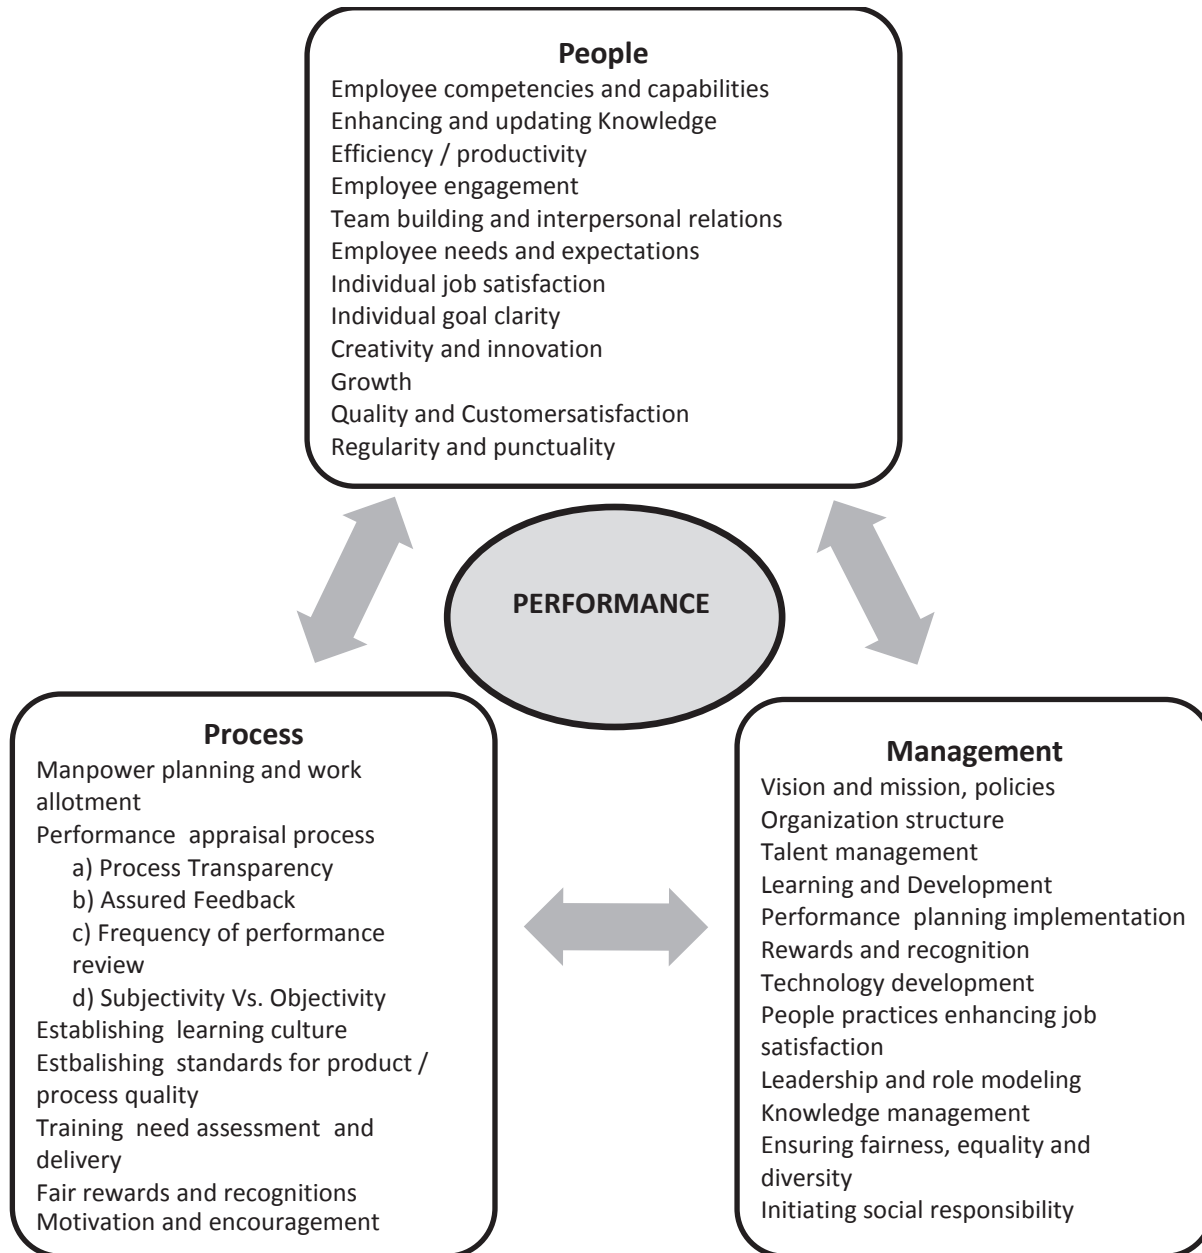 People
Employee competencies and capabilities
Enhancing and updating Knowledge
Efficiency / productivity
Employee engagement
Team building and interpersonal relations
Employee needs and expectations
Individual job satisfaction
Individual goal clarity
Creativity and innovation
Growth
Quality and Customersatisfaction
Regularity and punctuality
PERFORMANCE
Process
Manpower planning and work
allotment
Performance appraisal process
a) Process Transparency
b) Assured Feedback
c) Frequency of performance
review
d) Subjectivity Vs. Objectivity
Establishing learning culture
Estbalishing standards for product /
process quality
Training need assessment and
delivery
Fair rewards and recognitions
Motivation and encouragement
Management
Vision and mission, policies
Organization structure
Talent management
Learning and Development
Performance planning implementation
Rewards and recognition
Technology development
People practices enhancing job
satisfaction
Leadership and role modeling
Knowledge management
Ensuring fairness, equality and
diversity
Initiating social responsibility